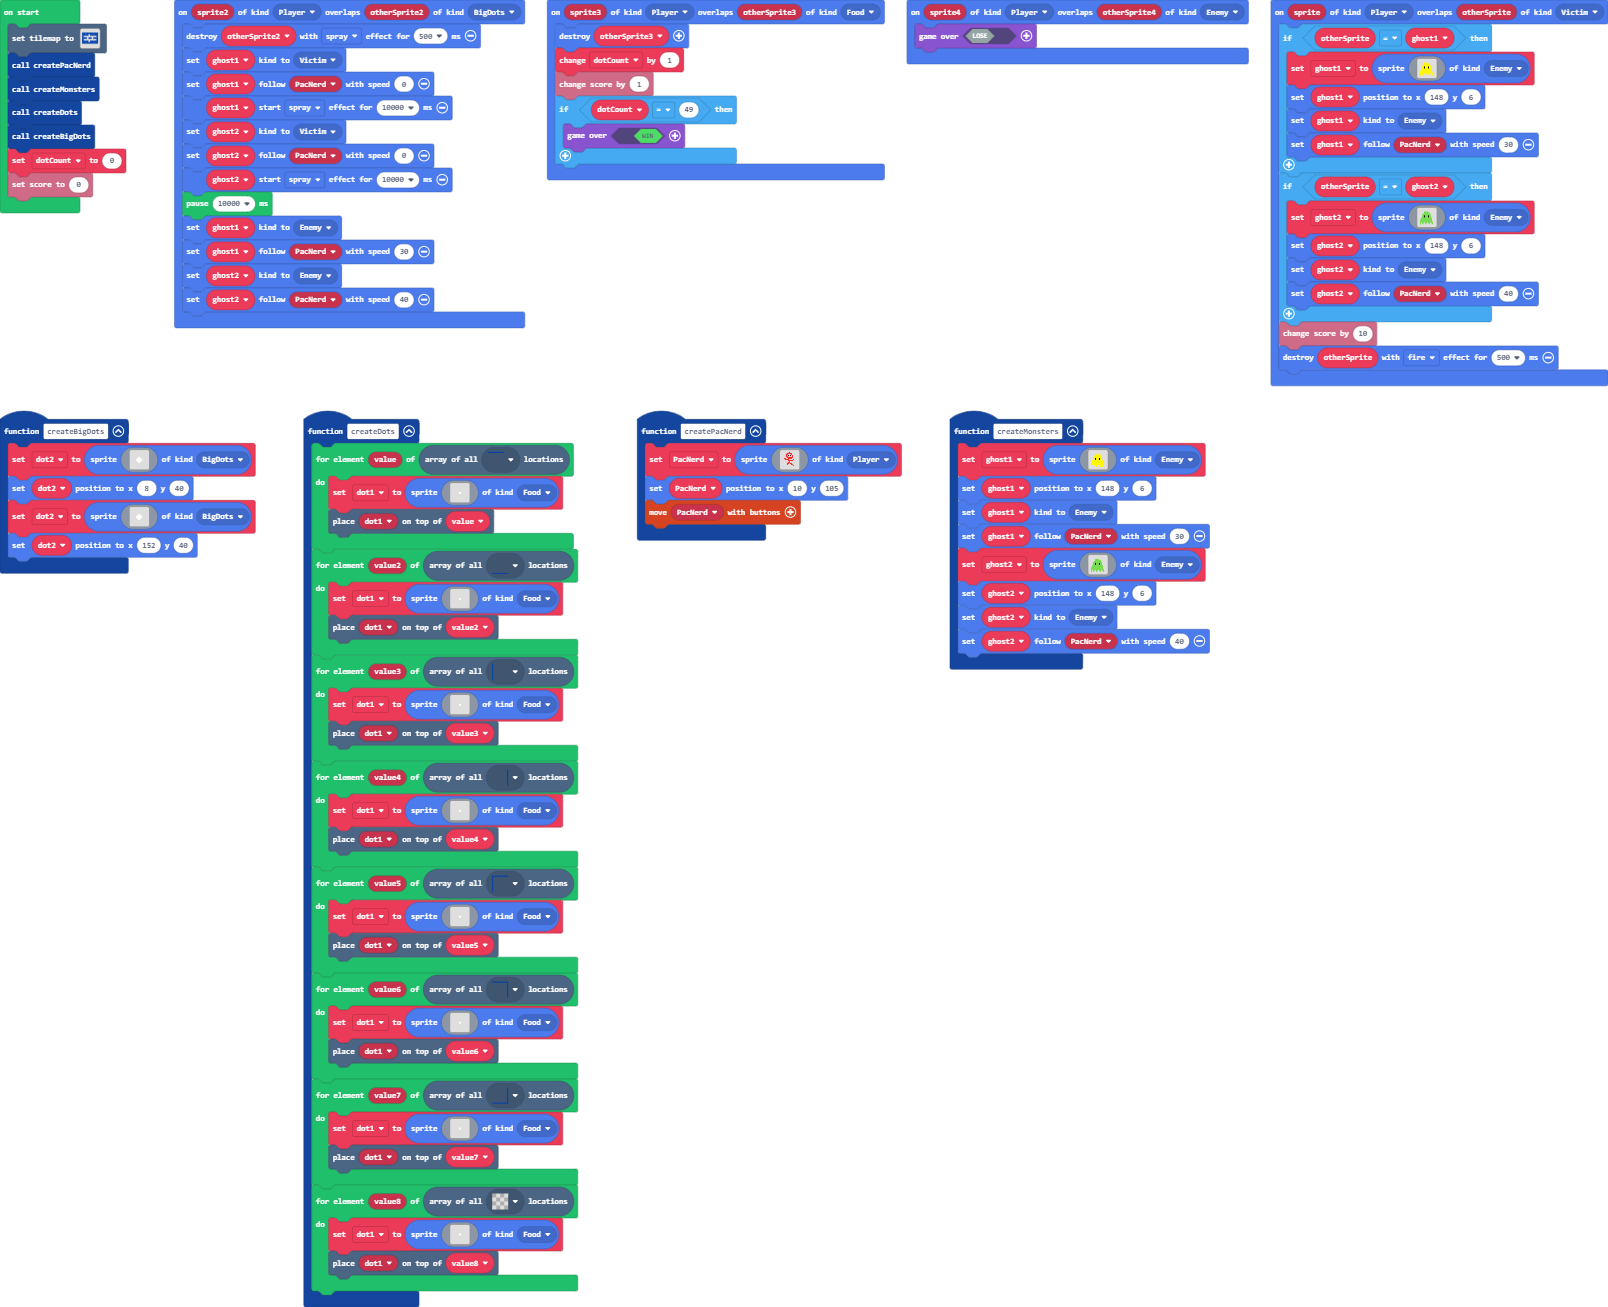 on start
set tilemap to
call createPacNerd
call createMonsters
call createDots
call createBigDots
set dotCount to 0
set score to 0
on sprite2 of kind Player overlaps otherSprite2 of kind BigDots
destroy otherSprite2 with spray effect for 500 ms
set ghost1 kind to Victim
set ghost1 follow PacNerd with speed 0
ghost1 start spray effect for 10000 ms
set ghost2 kind to Victim
set ghost2 follow PacNerd with speed 0
ghost2 start spray effect for 10000 ms
pause 10000 ms
set ghost1 kind to Enemy
set ghost1 follow PacNerd with speed 30
set ghost2 kind to Enemy
set ghost2 follow PacNerd with speed 40
on sprite3 of kind Player overlaps otherSprite3 of kind Food
destroy otherSprite3
change dotCount by 1
change score by 1
if dotCount = 49 then
game over WIN
on sprite4 of kind Player overlaps otherSprite4 of kind Enemy
game over LOSE
on sprite of kind Player overlaps otherSprite of kind Victim
if otherSprite = ghost1 then
set ghost1 to sprite of kind Enemy
set ghost1 position to x 148 y 6
set ghost1 kind to Enemy
set ghost1 follow PacNerd with speed 30
if otherSprite = ghost2 then
set ghost2 to sprite of kind Enemy
set ghost2 position to x 148 y 6
set ghost2 kind to Enemy
set ghost2 follow PacNerd with speed 40
change score by 10
destroy otherSprite with fire effect for 500 ms
function createBigDots
set dot2 to sprite of kind BigDots
set dot2 position to x 8 y 40
set dot2 to sprite of kind BigDots
set dot2 position to x 152 y 40
function createDots
for element value of array of all locations
do
set dot1 to sprite of kind Food
place dot1 on top of value
for element value2 of array of all locations
do
set dot1 to sprite of kind Food
place dot1 on top of value2
for element value3 of array of all locations
do
set dot1 to sprite of kind Food
place dot1 on top of value3
for element value4 of array of all locations
do
set dot1 to sprite of kind Food
place dot1 on top of value4
for element value5 of array of all locations
do
set dot1 to sprite of kind Food
place dot1 on top of value5
for element value6 of array of all locations
do
set dot1 to sprite of kind Food
place dot1 on top of value6
for element value7 of array of all locations
do
set dot1 to sprite of kind Food
place dot1 on top of value7
for element value8 of array of all locations
do
set dot1 to sprite of kind Food
place dot1 on top of value8
function createPacNerd
set PacNerd to sprite of kind Player
set PacNerd position to x 10 y 105
move PacNerd with buttons
function createMonsters
set ghost1 to sprite of kind Enemy
set ghost1 position to x 148 y 6
set ghost1 kind to Enemy
set ghost1 follow PacNerd with speed 30
set ghost2 to sprite of kind Enemy
set ghost2 position to x 148 y 6
set ghost2 kind to Enemy
set ghost2 follow PacNerd with speed 40